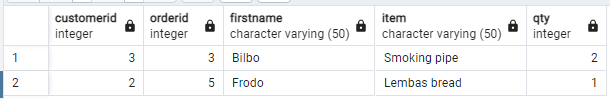 customerid orderid firstname item qty
integer integer character varying (50) character varying (50) integer
1 3 3 Bilbo Smoking pipe 2
2 2 5 Frodo Lembas bread 1